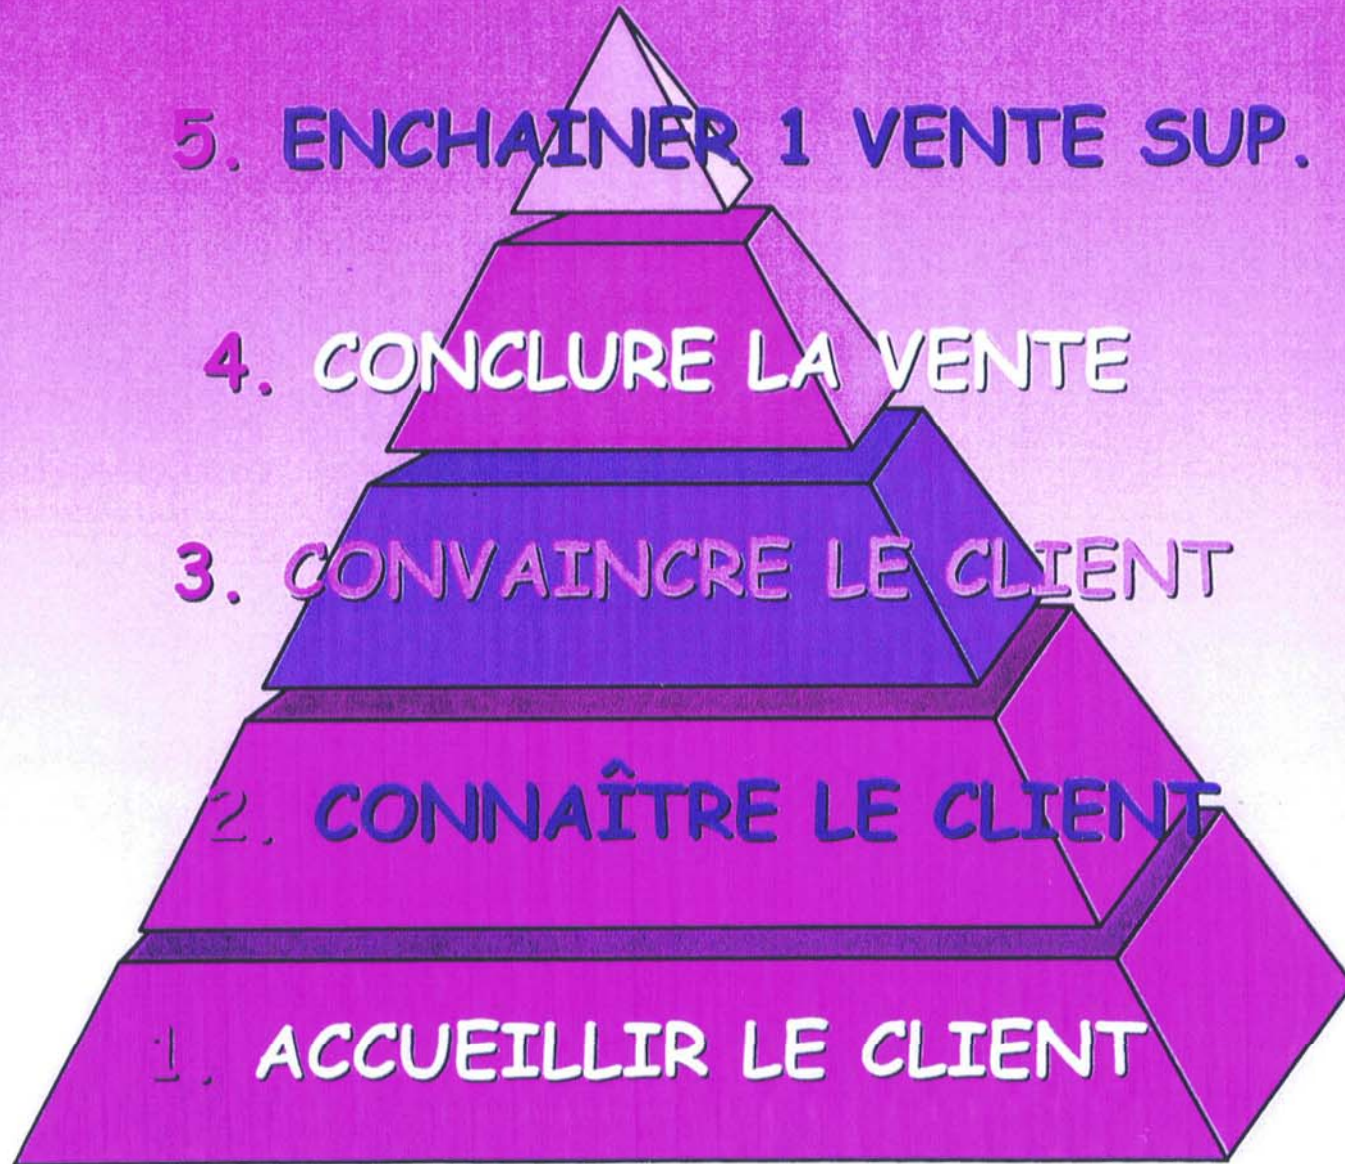 5. ENCHAINER 1 VENTE SUP.
4. CONCLURE LA VENTE
3. CONVAINCRE LE CLIENT
2. CONNAÎTRE LE CLIENT
1. ACCUEILLIR LE CLIENT